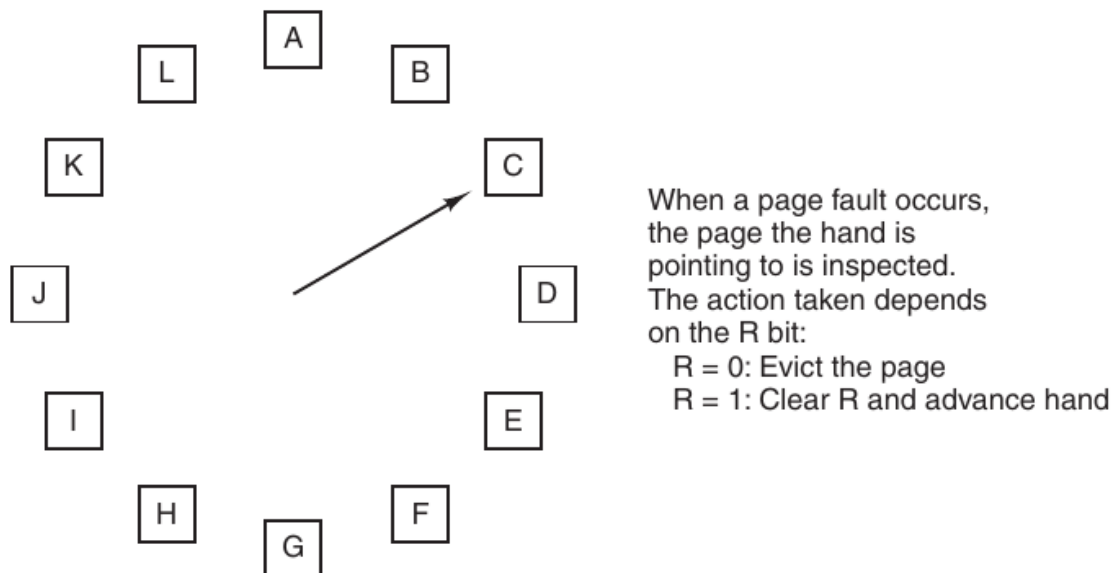 A
L
B
K
C
J
D
I
E
H
F
G
When a page fault occurs,
the page the hand is
pointing to is inspected.
The action taken depends
on the R bit:
R = 0: Evict the page
R = 1: Clear R and advance hand